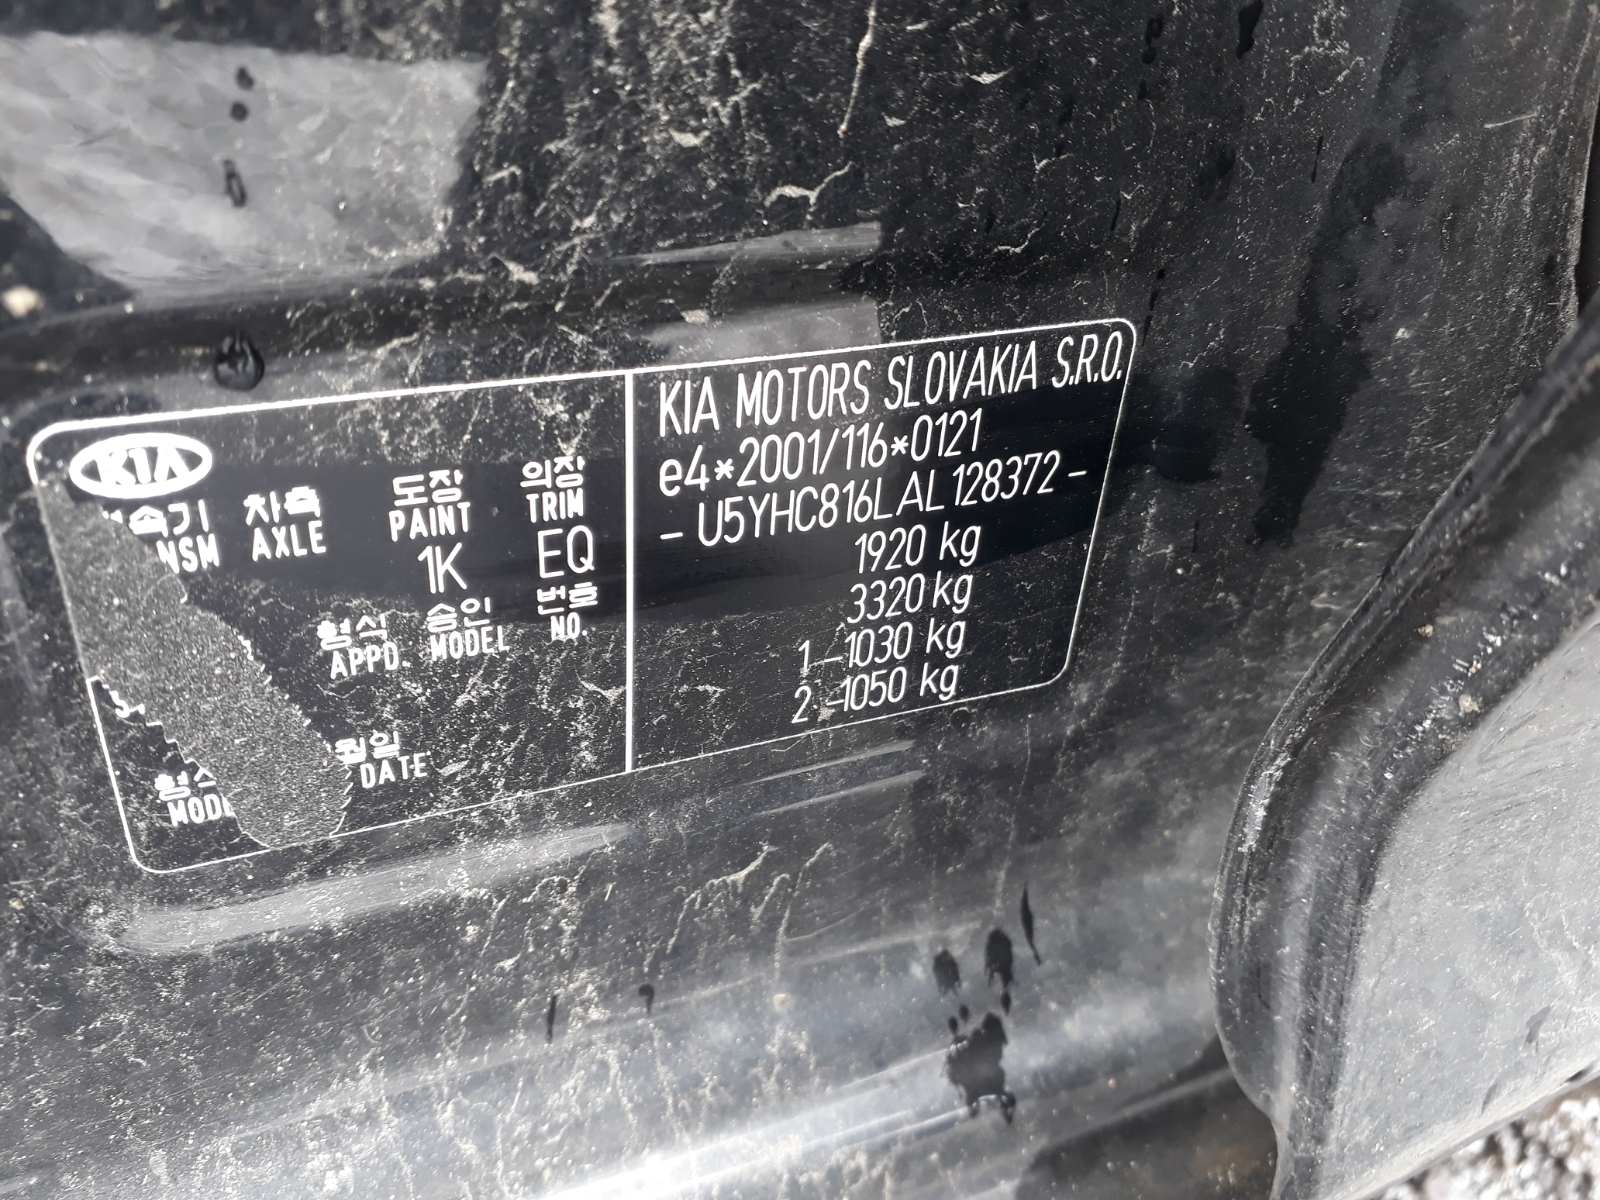 KIA
속기 차축 도장 의장
NSM AXLE PAINT TRIM
1K EQ
형식 승인 번호
APPD. MODEL NO.
월일
DATE
MODE
KIA MOTORS SLOVAKIA S.R.O.
e4*2001/116*0121
- U5YHC816LAL128372 -
1920 kg
3320 kg
1-1030 kg
2-1050 kg